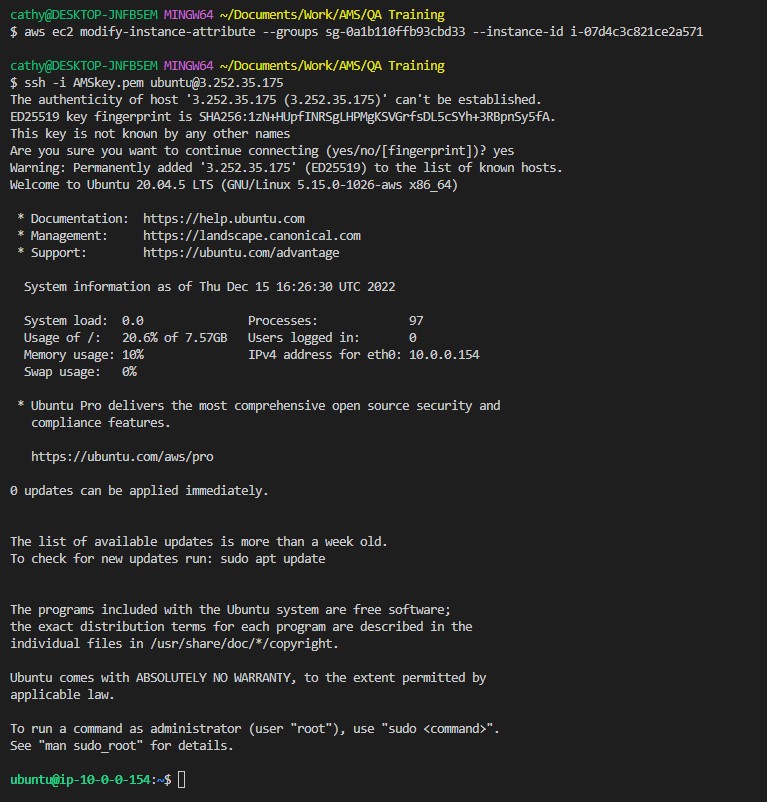 cathy@DESKTOP-JNFB5EM MINGW64 ~/Documents/Work/AMS/QA Training
$ aws ec2 modify-instance-attribute --groups sg-0a1b110ffb93cbd33 --instance-id i-07d4c3c821ce2a571
cathy@DESKTOP-JNFB5EM MINGW64 ~/Documents/Work/AMS/QA Training
$ ssh -i AMSkey.pem ubuntu@3.252.35.175
The authenticity of host '3.252.35.175 (3.252.35.175)' can't be established.
ED25519 key fingerprint is SHA256:1zN+HUpfINRSgLHPMgKSVGrfsDL5cSYh+3RBpnSy5fA.
This key is not known by any other names
Are you sure you want to continue connecting (yes/no/[fingerprint])? yes
Warning: Permanently added '3.252.35.175' (ED25519) to the list of known hosts.
Welcome to Ubuntu 20.04.5 LTS (GNU/Linux 5.15.0-1026-aws x86_64)
* Documentation:  https://help.ubuntu.com
* Management:     https://landscape.canonical.com
* Support:        https://ubuntu.com/advantage
System information as of Thu Dec 15 16:26:30 UTC 2022
System load:  0.0               Processes:             97
Usage of /:   20.6% of 7.57GB   Users logged in:       0
Memory usage: 10%               IPv4 address for eth0: 10.0.0.154
Swap usage:   0%
* Ubuntu Pro delivers the most comprehensive open source security and
compliance features.
https://ubuntu.com/aws/pro
0 updates can be applied immediately.
The list of available updates is more than a week old.
To check for new updates run: sudo apt update
The programs included with the Ubuntu system are free software;
the exact distribution terms for each program are described in the
individual files in /usr/share/doc/*/copyright.
Ubuntu comes with ABSOLUTELY NO WARRANTY, to the extent permitted by
applicable law.
To run a command as administrator (user "root"), use "sudo <command>".
See "man sudo_root" for details.
ubuntu@ip-10-0-0-154:~$